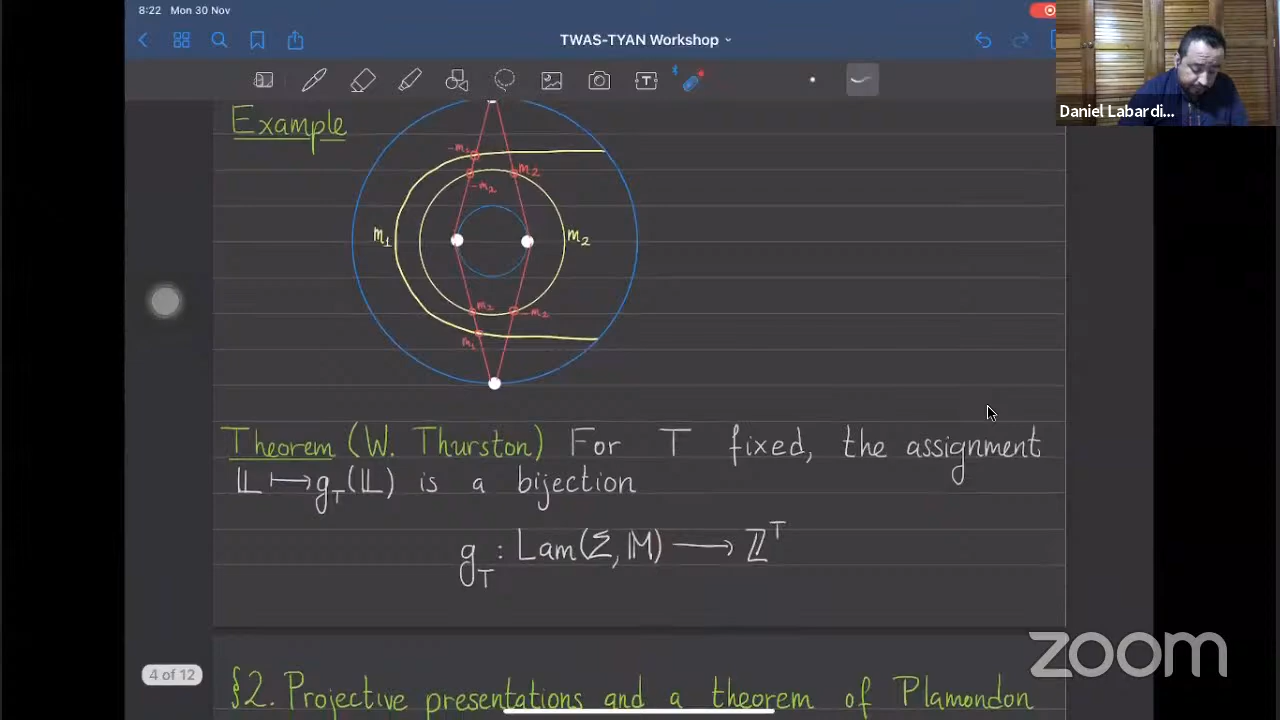 8:22 Mon 30 Nov
TWAS-TYAN Workshop
Daniel Labardi...
Example
-m₁
m₂
-m₂
m₁
m₂
m₂
-m₂
m₁
Theorem (W. Thurston) For T fixed, the assignment
𝕃 ⟼ g_T(𝕃) is a bijection
g_T : Lam(Σ, 𝕄) ⟶ ℤ^T
zoom
4 of 12
§2. Projective presentations and a theorem of Plamondon